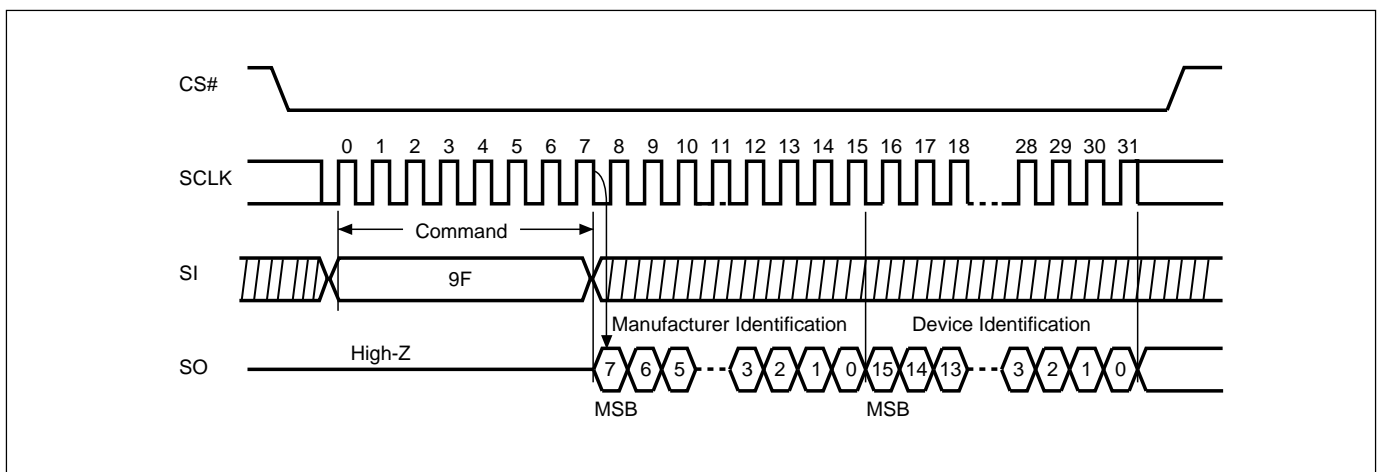 CS#
0 1 2 3 4 5 6 7 8 9 10 11 12 13 14 15 16 17 18 28 29 30 31
SCLK
Command
SI
9F
Manufacturer Identification Device Identification
High-Z
SO
7 6 5 3 2 1 0 15 14 13 3 2 1 0
MSB MSB